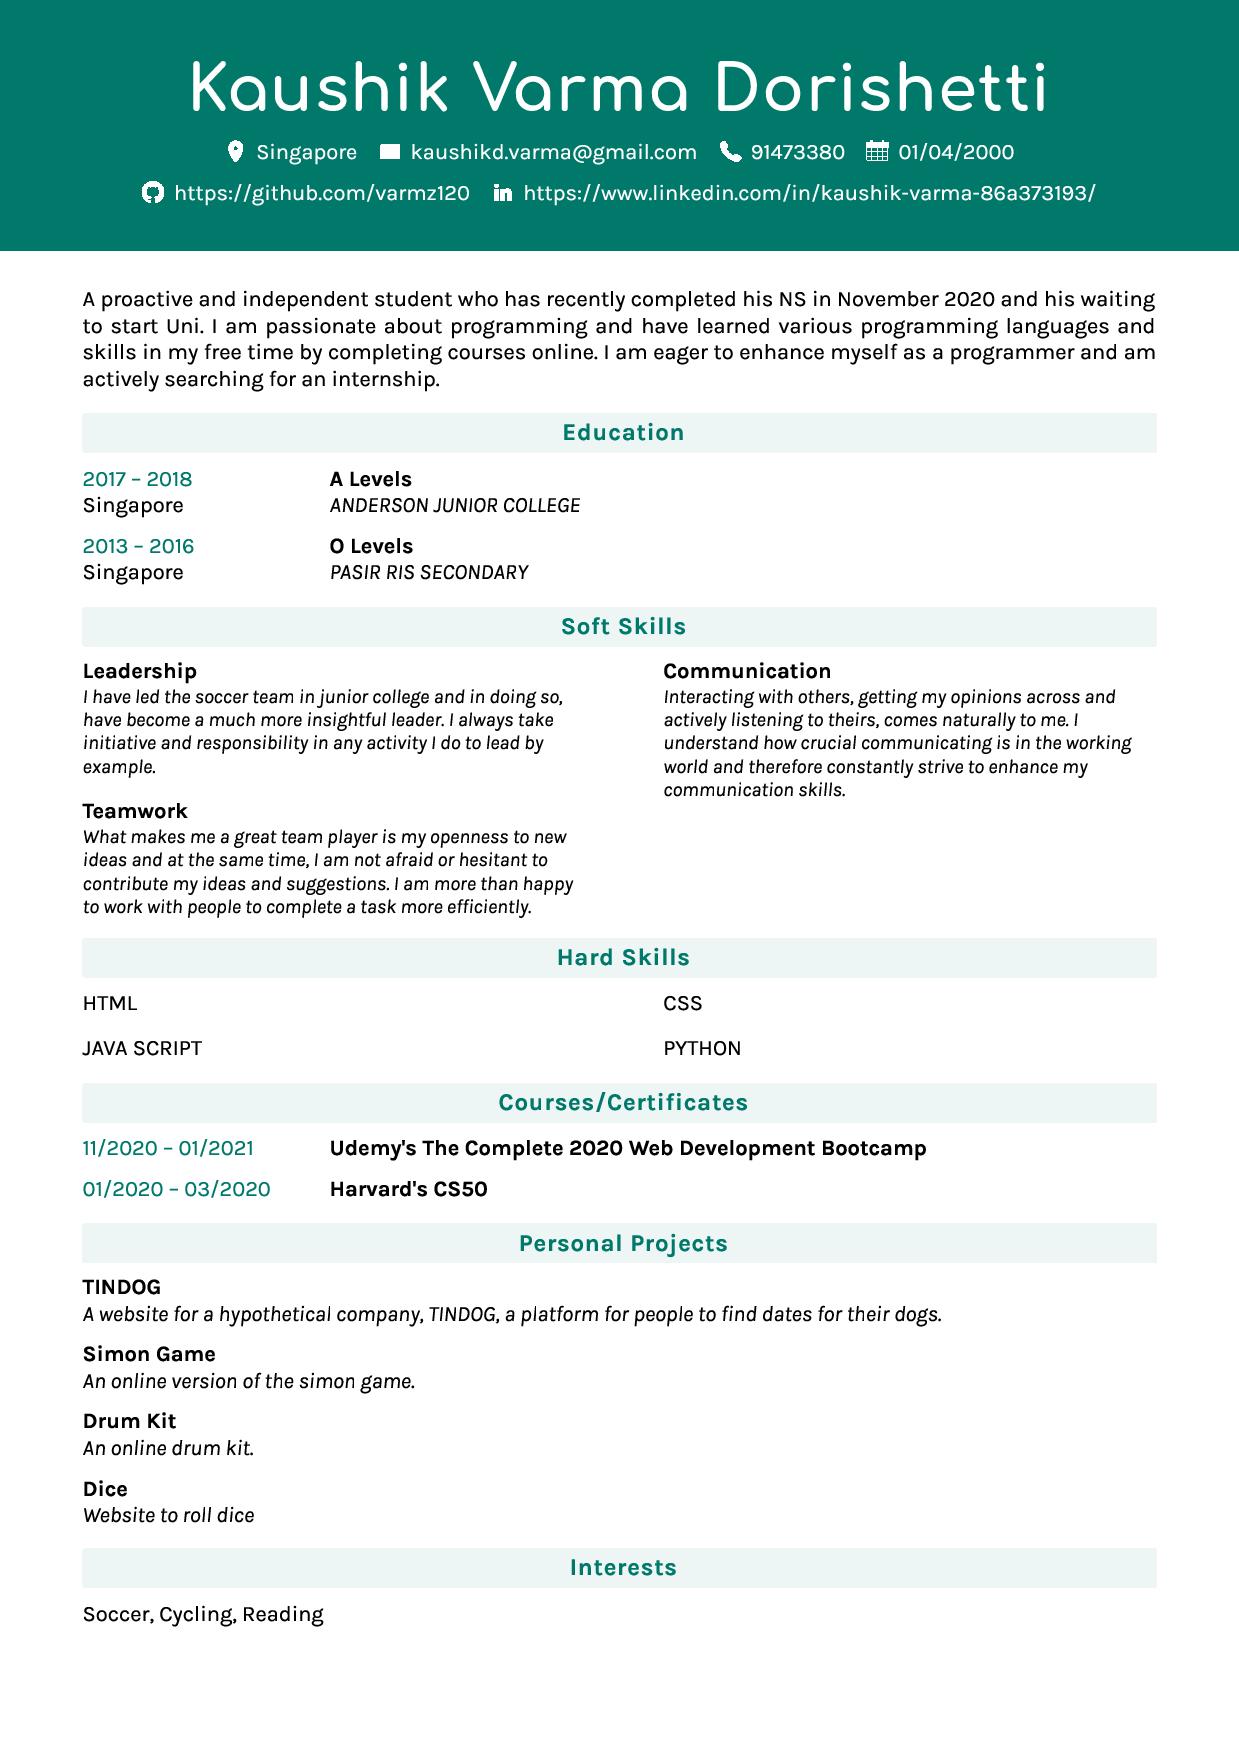 Kaushik Varma Dorishetti
Singapore kaushikd.varma@gmail.com 91473380 01/04/2000
https://github.com/varmz120 https://www.linkedin.com/in/kaushik-varma-86a373193/
A proactive and independent student who has recently completed his NS in November 2020 and his waiting
to start Uni. I am passionate about programming and have learned various programming languages and
skills in my free time by completing courses online. I am eager to enhance myself as a programmer and am
actively searching for an internship.
Education
2017 – 2018 A Levels
Singapore ANDERSON JUNIOR COLLEGE
2013 – 2016 O Levels
Singapore PASIR RIS SECONDARY
Soft Skills
Leadership
I have led the soccer team in junior college and in doing so,
have become a much more insightful leader. I always take
initiative and responsibility in any activity I do to lead by
example.
Communication
Interacting with others, getting my opinions across and
actively listening to theirs, comes naturally to me. I
understand how crucial communicating is in the working
world and therefore constantly strive to enhance my
communication skills.
Teamwork
What makes me a great team player is my openness to new
ideas and at the same time, I am not afraid or hesitant to
contribute my ideas and suggestions. I am more than happy
to work with people to complete a task more efficiently.
Hard Skills
HTML CSS
JAVA SCRIPT PYTHON
Courses/Certificates
11/2020 – 01/2021 Udemy's The Complete 2020 Web Development Bootcamp
01/2020 – 03/2020 Harvard's CS50
Personal Projects
TINDOG
A website for a hypothetical company, TINDOG, a platform for people to find dates for their dogs.
Simon Game
An online version of the simon game.
Drum Kit
An online drum kit.
Dice
Website to roll dice
Interests
Soccer, Cycling, Reading